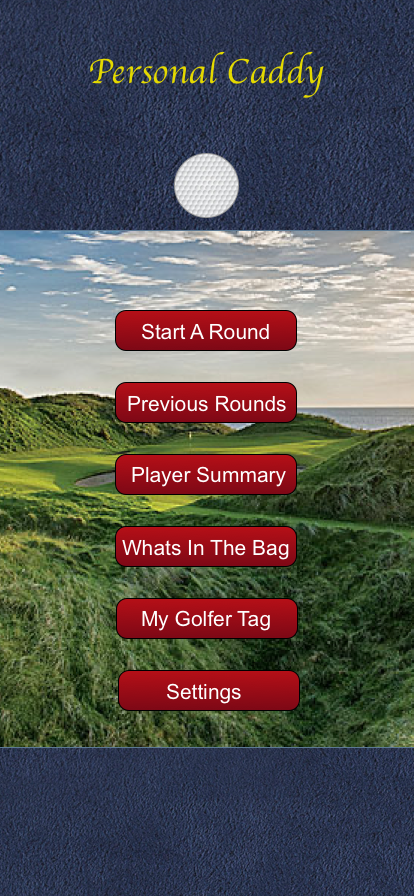 Personal Caddy
Start A Round
Previous Rounds
Player Summary
Whats In The Bag
My Golfer Tag
Settings